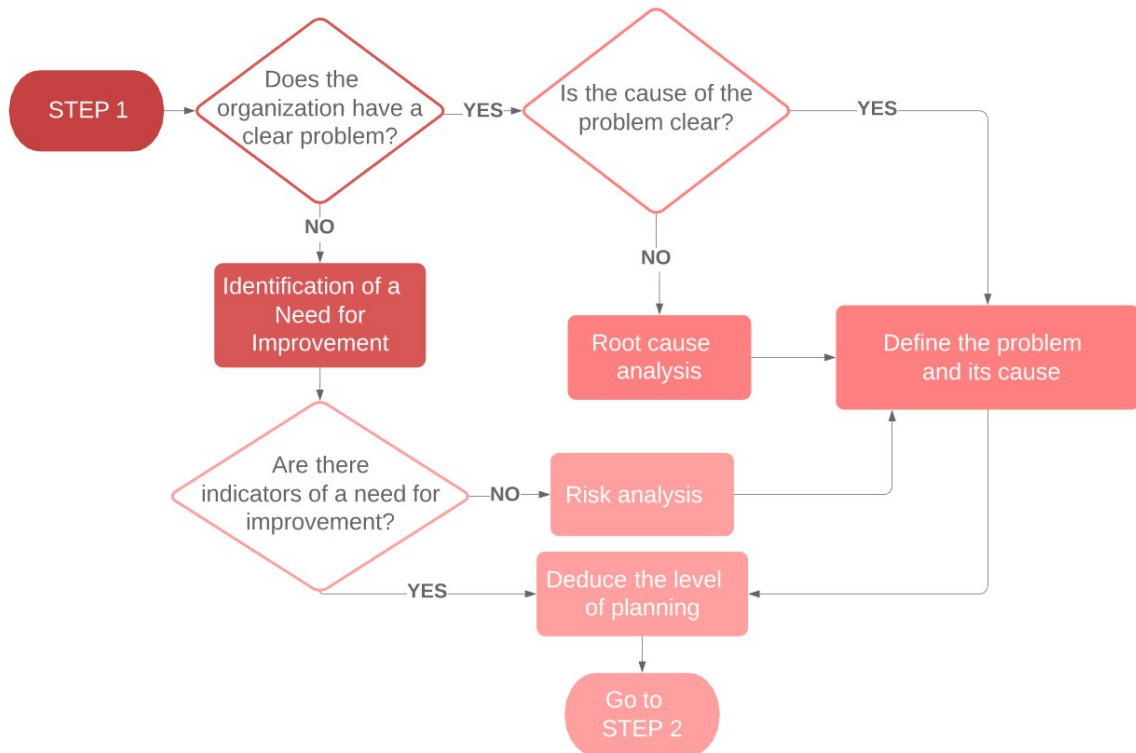 STEP 1
Does the
organization have a
clear problem?
YES
Is the cause of the
problem clear?
YES
NO
NO
Identification of a
Need for
Improvement
Root cause
analysis
Define the problem
and its cause
Are there
indicators of a need for
improvement?
NO
Risk analysis
YES
Deduce the level
of planning
Go to
STEP 2